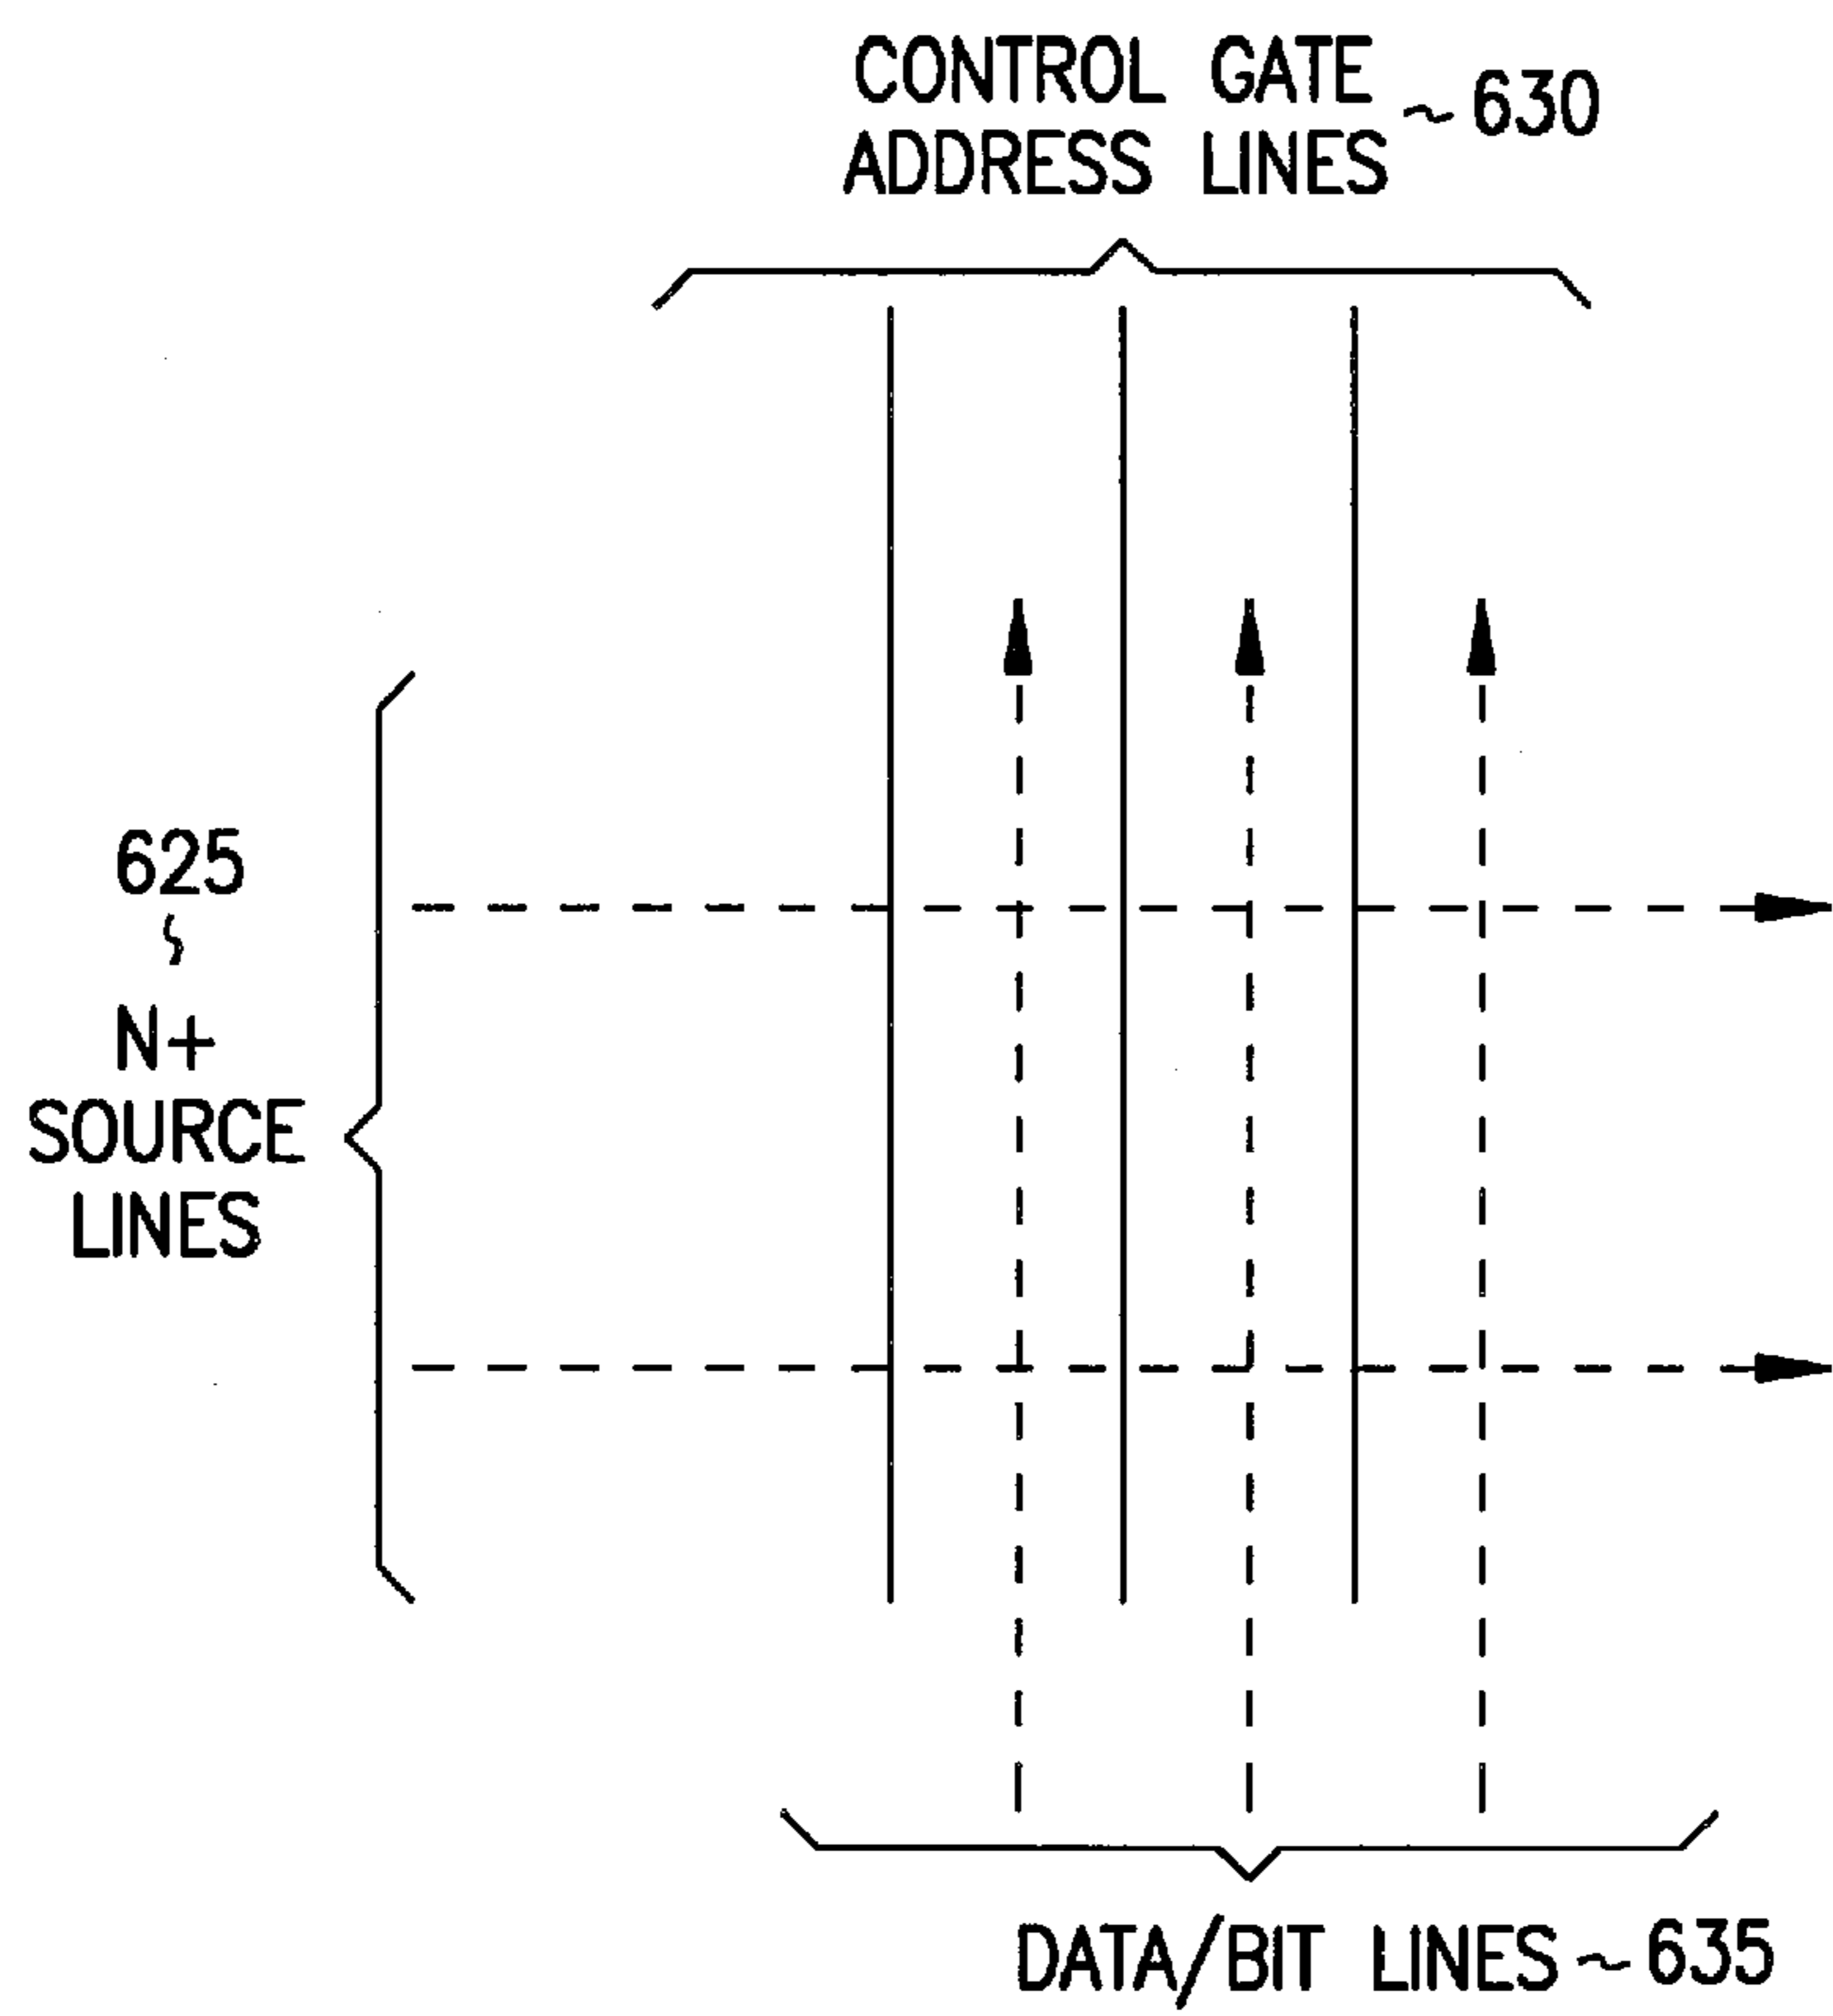 CONTROL GATE
ADDRESS LINES ~ 630
625
N+
SOURCE
LINES
DATA/BIT LINES ~ 635